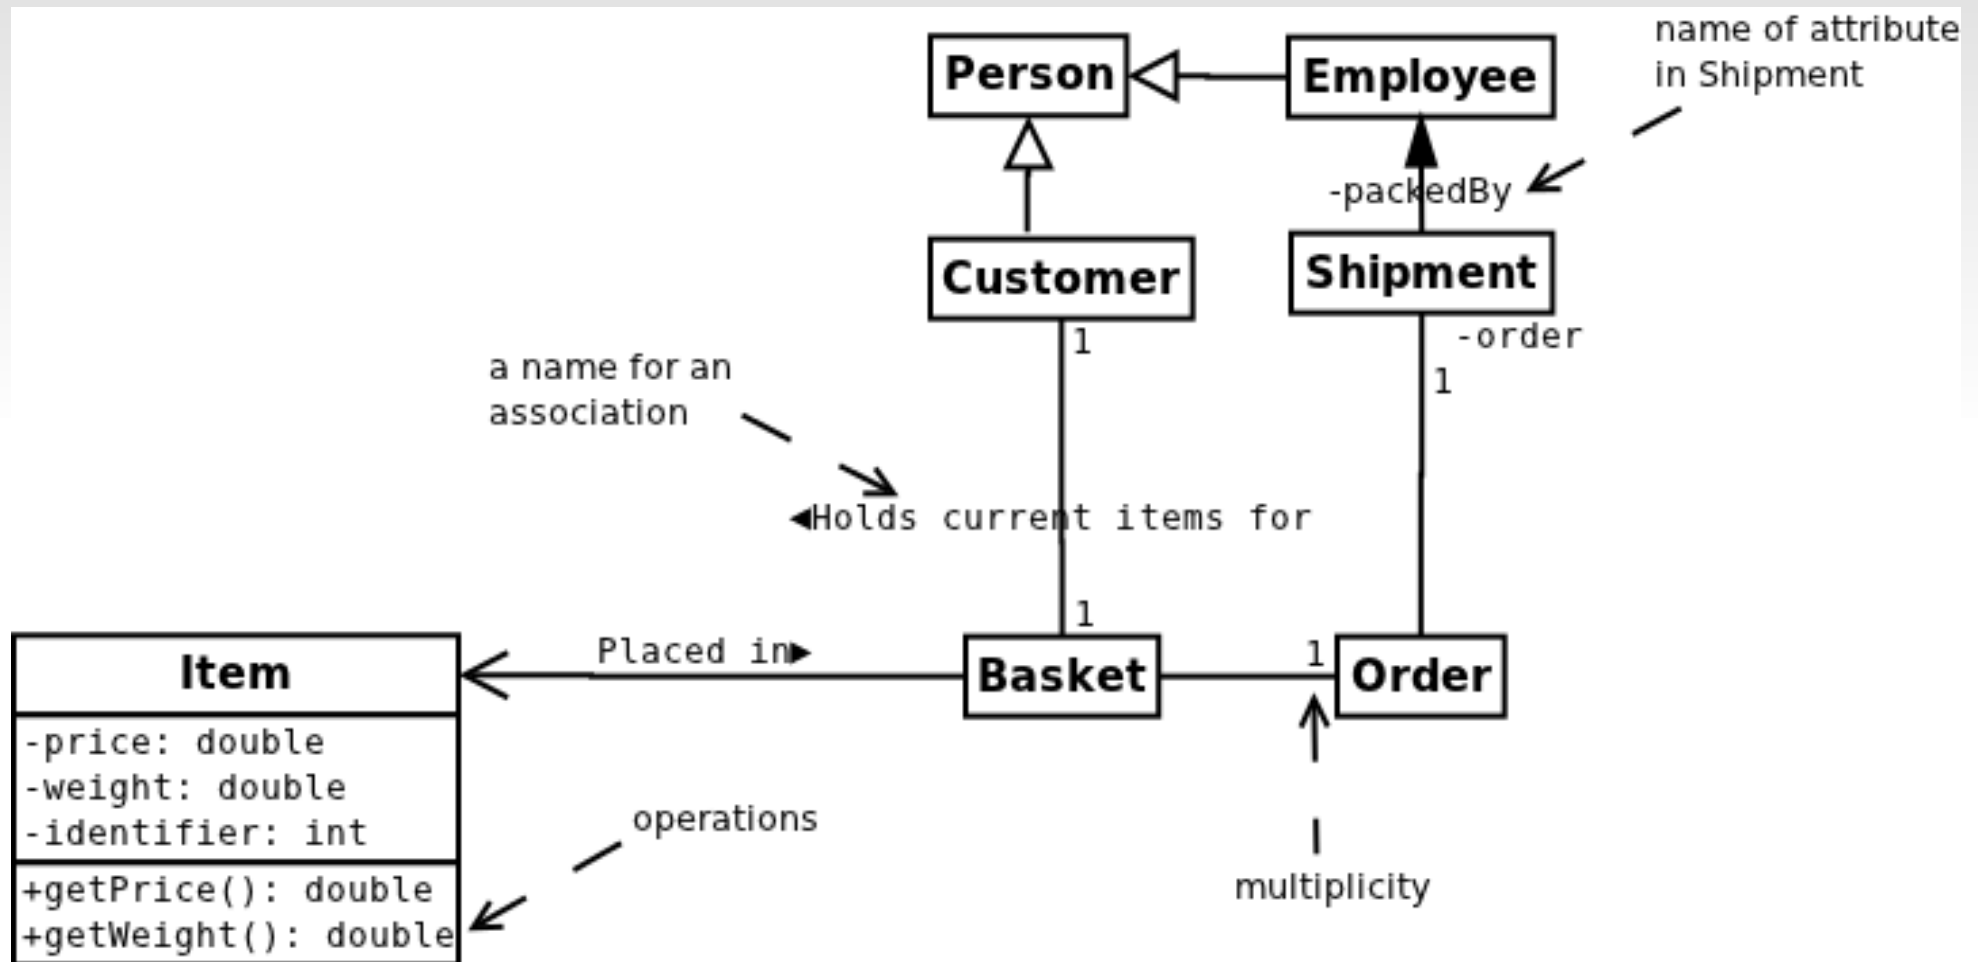 name of attribute
in Shipment
Person
Employee
-packedBy
Customer
Shipment
1
-order
1
a name for an
association
◀Holds current items for
1
Placed in▶
1
Item
Basket
Order
-price: double
-weight: double
-identifier: int
operations
multiplicity
+getPrice(): double
+getWeight(): double